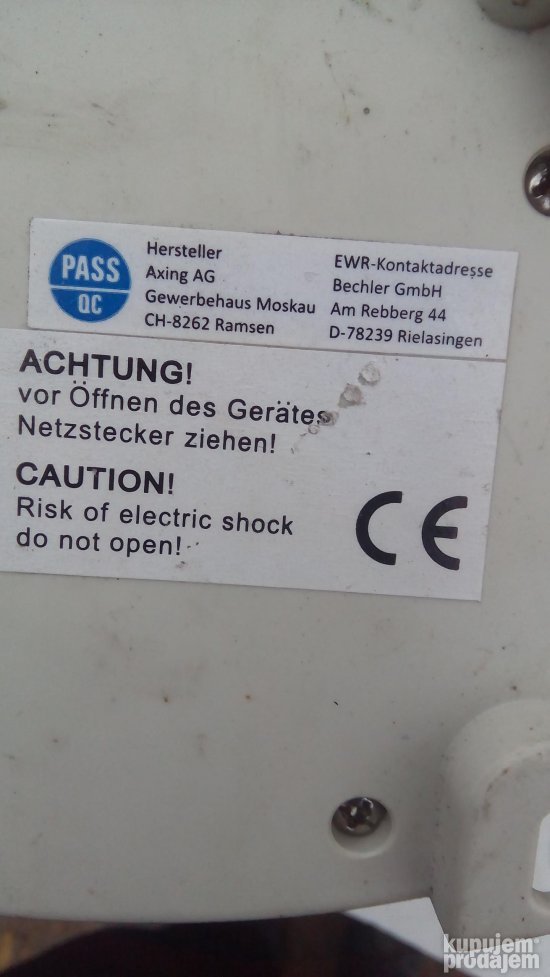 PASS
QC
Hersteller
Axing AG
Gewerbehaus Moskau
CH-8262 Ramsen
EWR-Kontaktadresse
Bechler GmbH
Am Rebberg 44
D-78239 Rielasingen
ACHTUNG!
vor Öffnen des Gerätes
Netzstecker ziehen!
CAUTION!
Risk of electric shock
do not open!
CE
kupujem
prodajem